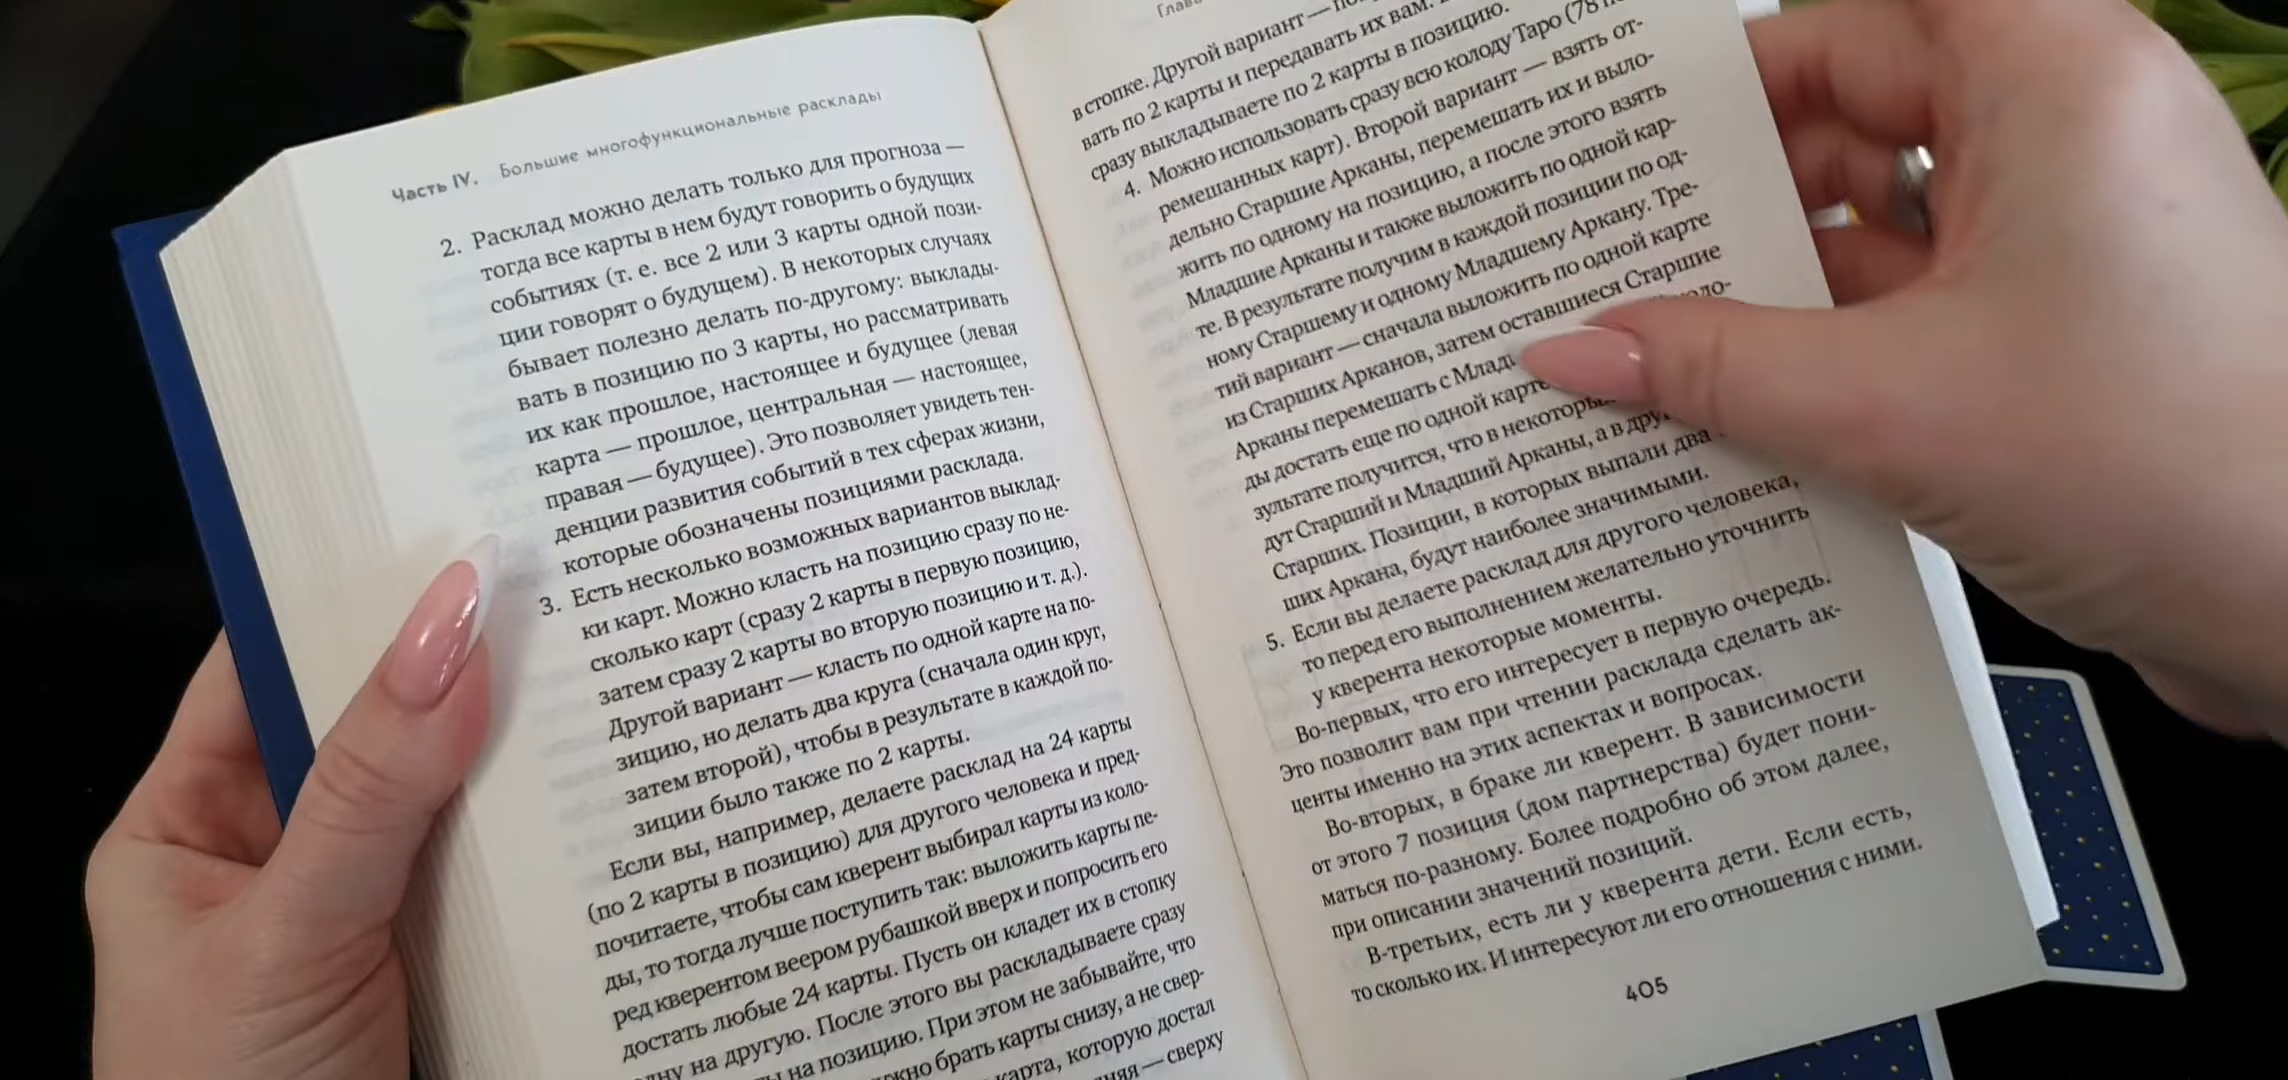 Часть IV. Большие многофункциональные расклады
2. Расклад можно делать только для прогноза —
тогда все карты в нем будут говорить о будущих
событиях (т. е. все 2 или 3 карты одной пози-
ции говорят о будущем). В некоторых случаях
бывает полезно делать по-другому: выклады-
вать в позицию по 3 карты, но рассматривать
их как прошлое, настоящее и будущее (левая
карта — прошлое, центральная — настоящее,
правая — будущее). Это позволяет увидеть тен-
денции развития событий в тех сферах жизни,
которые обозначены позициями расклада.
3. Есть несколько возможных вариантов выклад-
ки карт. Можно класть на позицию сразу по не-
сколько карт (сразу 2 карты в первую позицию,
затем сразу 2 карты во вторую позицию и т. д.).
Другой вариант — класть по одной карте на по-
зицию, но делать два круга (сначала один круг,
затем второй), чтобы в результате в каждой по-
зиции было также по 2 карты.
Если вы, например, делаете расклад на 24 карты
(по 2 карты в позицию) для другого человека и пред-
почитаете, чтобы сам кверент выбирал карты из коло-
ды, то тогда лучше поступить так: выложить карты пе-
ред кверентом веером рубашкой вверх и попросить его
достать любые 24 карты. Пусть он кладет их в стопку
одну на другую. После этого вы раскладываете сразу
на позицию. При этом не забывайте, что
брать карты снизу, а не свер-
карта, которую достал
— сверху
Глава
в стопке. Другой вариант —
вать по 2 карты и передавать их вам.
сразу выкладываете по 2 карты в позицию.
4. Можно использовать сразу всю колоду Таро (78 пе-
ремешанных карт). Второй вариант — взять от-
дельно Старшие Арканы, перемешать их и выло-
жить по одному на позицию, а после этого взять
Младшие Арканы и также выложить по одной кар-
те. В результате получим в каждой позиции по од-
ному Старшему и одному Младшему Аркану. Тре-
тий вариант — сначала выложить по одной карте
из Старших Арканов, затем оставшиеся Старшие
Арканы перемешать с
ды достать еще по одной карте
зультате получится, что в некоторых
дут Старший и Младший Арканы, а в
Старших. Позиции, в которых выпали два
ших Аркана, будут наиболее значимыми.
5. Если вы делаете расклад для другого человека,
то перед его выполнением желательно уточнить
у кверента некоторые моменты.
Во-первых, что его интересует в первую очередь.
Это позволит вам при чтении расклада сделать ак-
центы именно на этих аспектах и вопросах.
Во-вторых, в браке ли кверент. В зависимости
от этого 7 позиция (дом партнерства) будет пони-
маться по-разному. Более подробно об этом далее,
при описании значений позиций.
В-третьих, есть ли у кверента дети. Если есть,
то сколько их. И интересуют ли его отношения с ними.
405